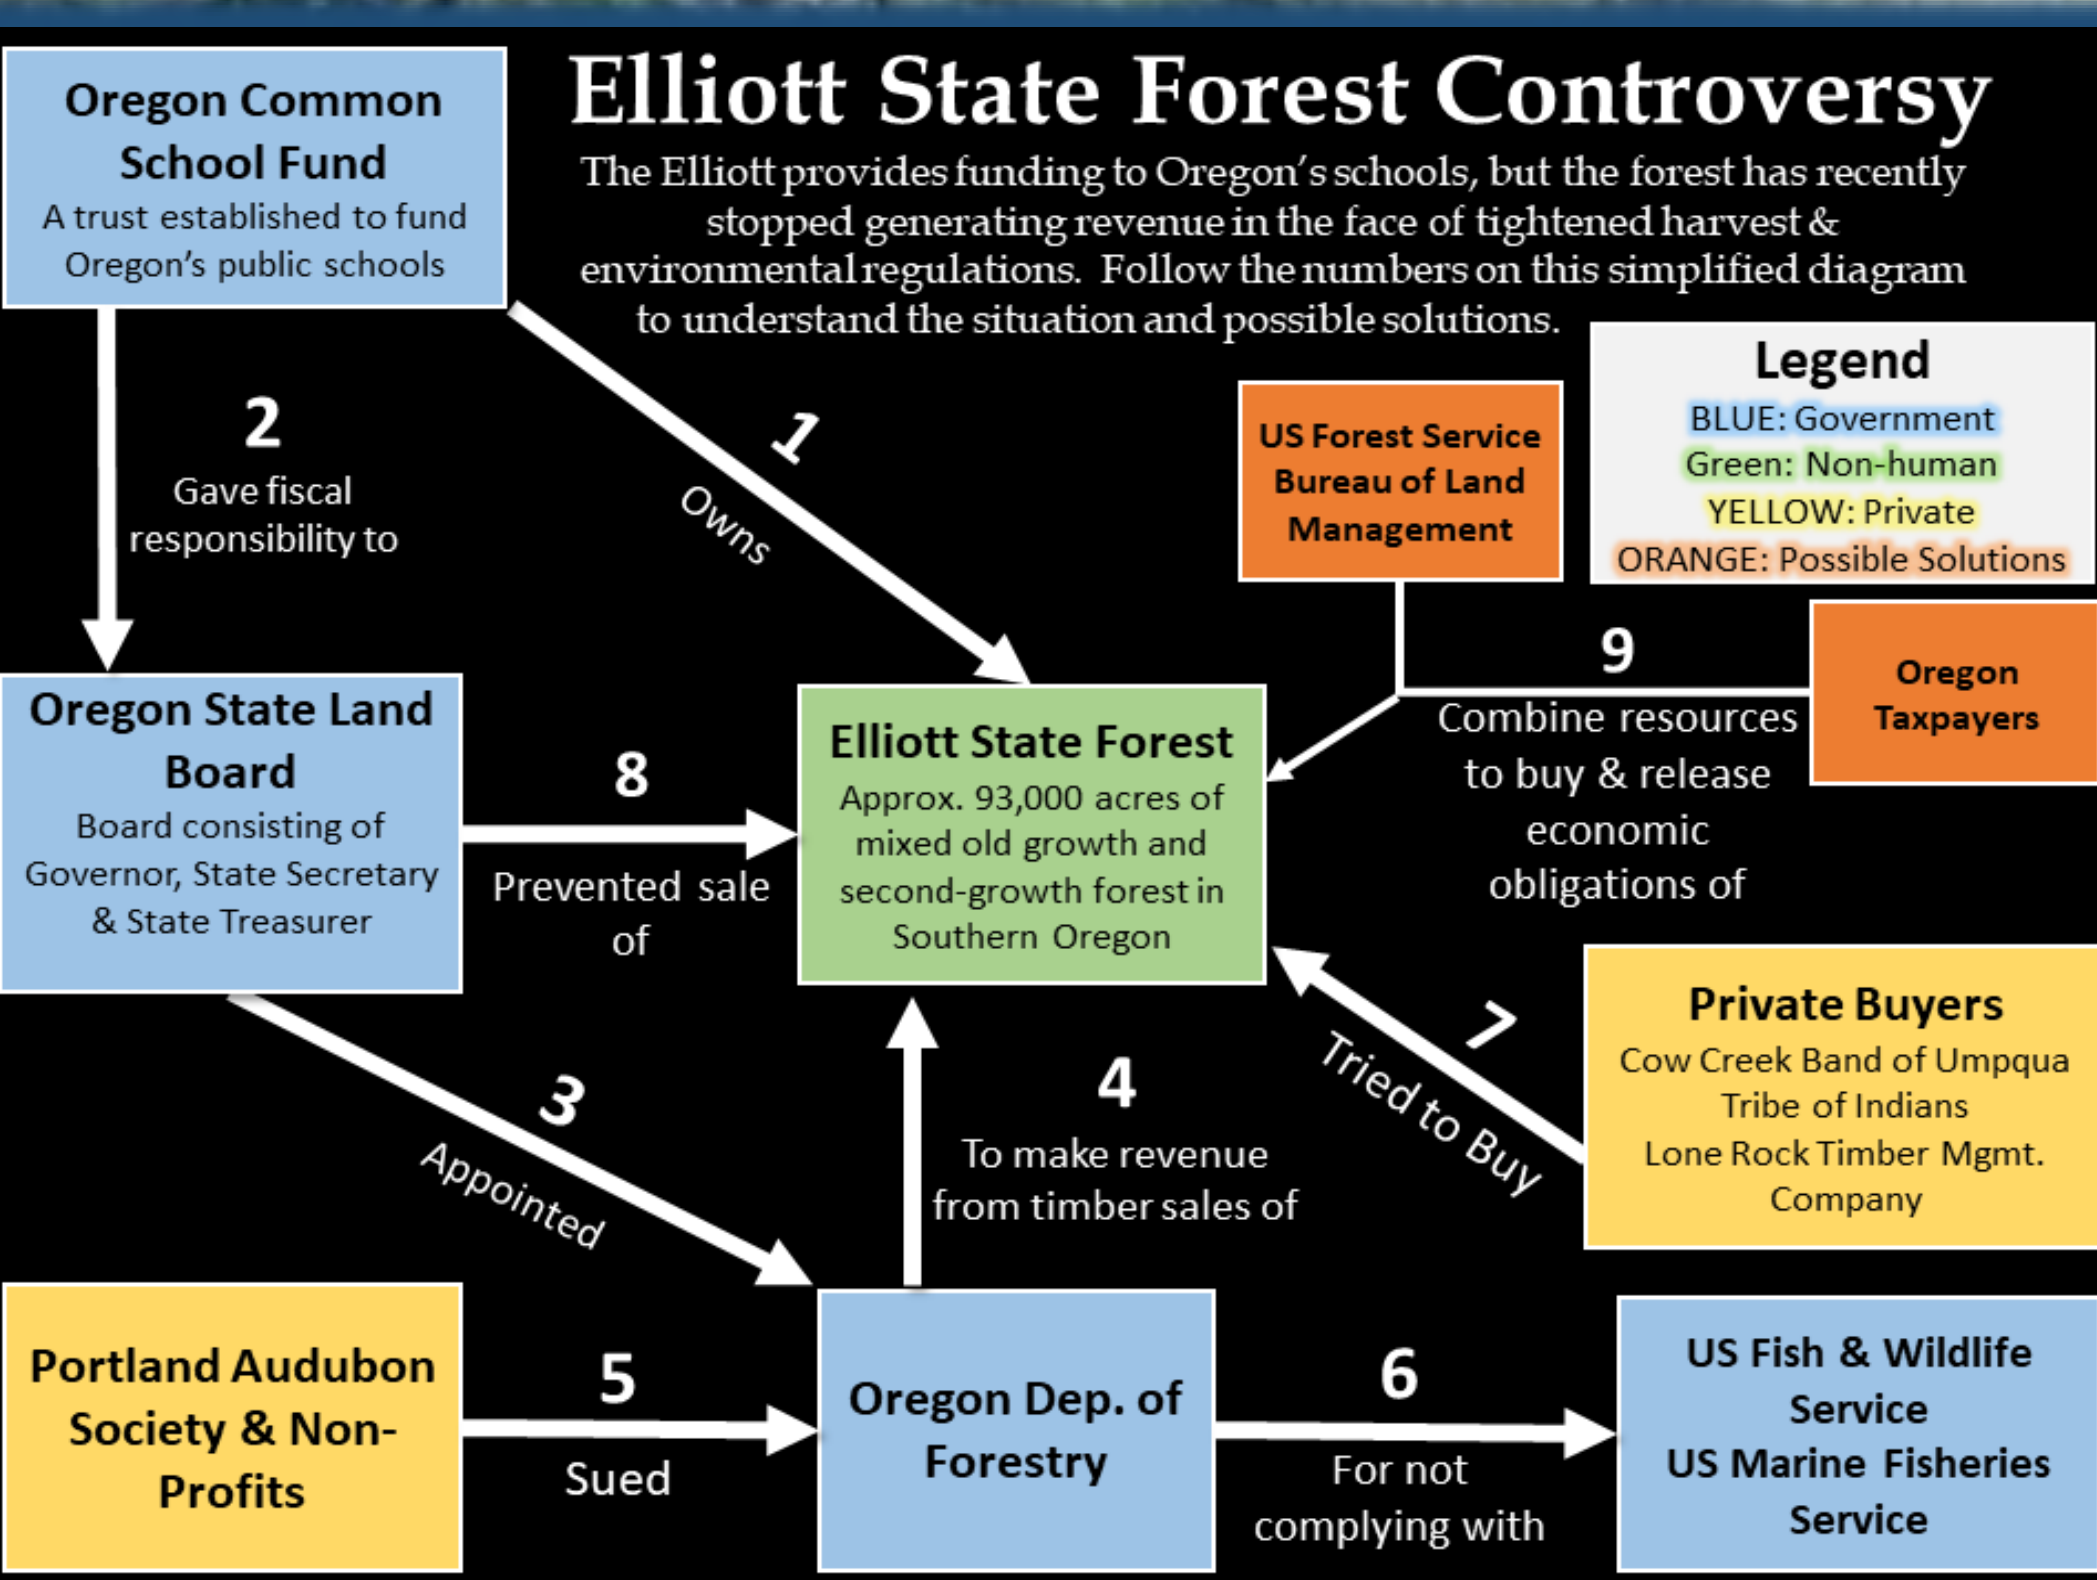 Elliott State Forest Controversy
The Elliott provides funding to Oregon's schools, but the forest has recently
stopped generating revenue in the face of tightened harvest &
environmental regulations. Follow the numbers on this simplified diagram
to understand the situation and possible solutions.
Oregon Common
School Fund
A trust established to fund
Oregon's public schools
Legend
BLUE: Government
Green: Non-human
YELLOW: Private
ORANGE: Possible Solutions
1
Owns
2
Gave fiscal
responsibility to
US Forest Service
Bureau of Land
Management
9
Combine resources
to buy & release
economic
obligations of
Oregon
Taxpayers
Oregon State Land
Board
Board consisting of
Governor, State Secretary
& State Treasurer
8
Prevented sale
of
Elliott State Forest
Approx. 93,000 acres of
mixed old growth and
second-growth forest in
Southern Oregon
7
Tried to Buy
Private Buyers
Cow Creek Band of Umpqua
Tribe of Indians
Lone Rock Timber Mgmt.
Company
3
Appointed
4
To make revenue
from timber sales of
Portland Audubon
Society & Non-
Profits
5
Sued
Oregon Dep. of
Forestry
6
For not
complying with
US Fish & Wildlife
Service
US Marine Fisheries
Service